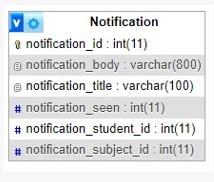 V Notification
notification_id : int(11)
notification_body : varchar(800)
notification_title : varchar(100)
# notification_seen : int(11)
# notification_student_id : int(11)
# notification_subject_id : int(11)